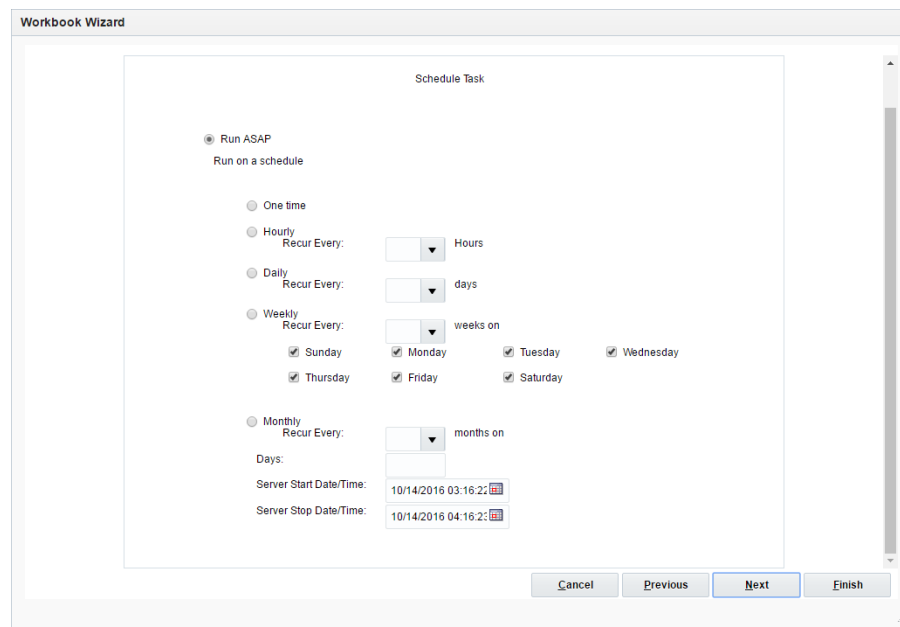 Workbook Wizard
Schedule Task
Run ASAP
Run on a schedule
One time
Hourly
Recur Every: Hours
Daily
Recur Every: days
Weekly
Recur Every: weeks on
Sunday Monday Tuesday Wednesday
Thursday Friday Saturday
Monthly
Recur Every: months on
Days:
Server Start Date/Time: 10/14/2016 03:16:22
Server Stop Date/Time: 10/14/2016 04:16:23
Cancel Previous Next Finish